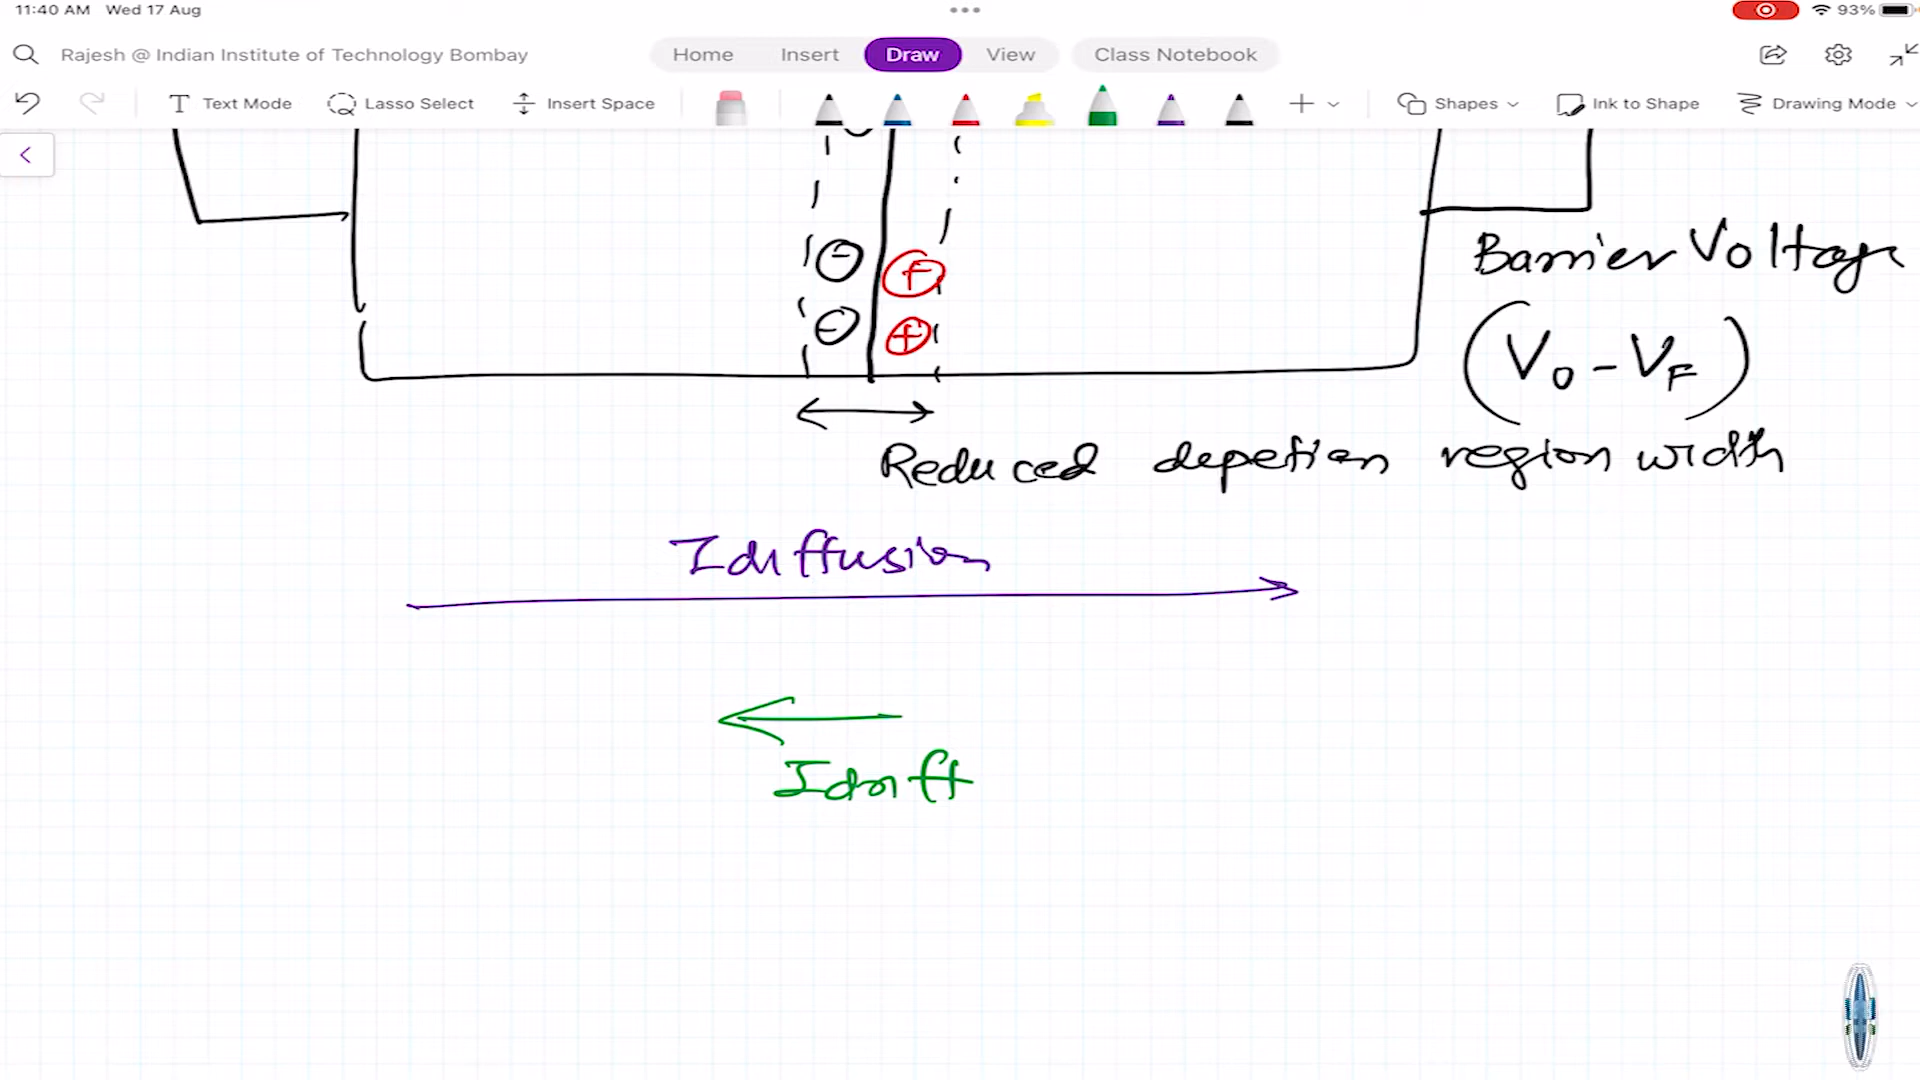 11:40 AM Wed 17 Aug
93%
Rajesh @ Indian Institute of Technology Bombay
Home Insert Draw View Class Notebook
Text Mode Lasso Select Insert Space Shapes Ink to Shape Drawing Mode
Barrier Voltage
(V0 - VF)
Reduced depetion region width
Idiffusion
Idrift